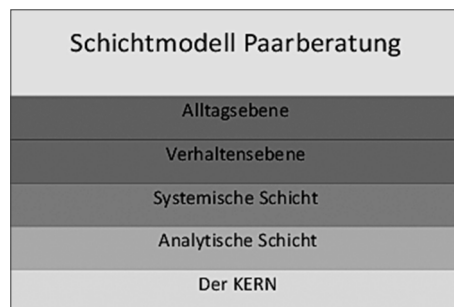 Schichtmodell Paarberatung
Alltagsebene
Verhaltensebene
Systemische Schicht
Analytische Schicht
Der KERN